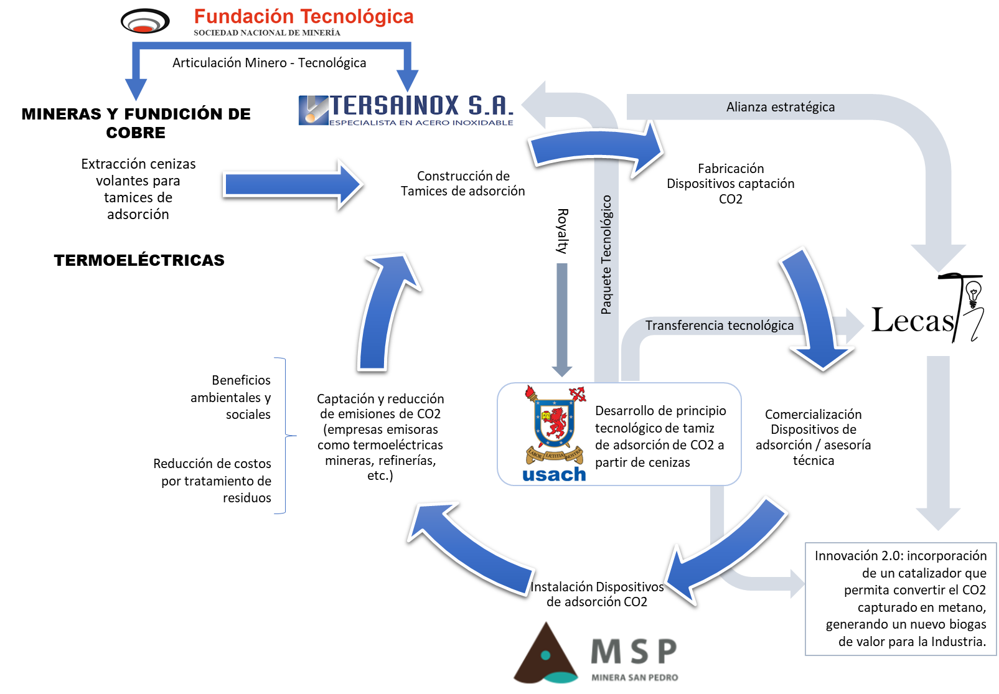 Fundación Tecnológica
SOCIEDAD NACIONAL DE MINERÍA
Articulación Minero - Tecnológica
MINERAS Y FUNDICIÓN DE
COBRE
Extracción cenizas
volantes para
tamices de
adsorción
TERMOELÉCTRICAS
TERSAINOX S.A.
ESPECIALISTA EN ACERO INOXIDABLE
Construcción de
Tamices de adsorción
Alianza estratégica
Fabricación
Dispositivos captación
CO2
Royalty
Paquete Tecnológico
Transferencia tecnológica
Lecas
Beneficios
ambientales y
sociales
Reducción de costos
por tratamiento de
residuos
Captación y reducción
de emisiones de CO2
(empresas emisoras
como termoeléctricas
mineras, refinerías,
etc.)
LABOR LÆTITIA NOSTRA
usach
Desarrollo de principio
tecnológico de tamiz
de adsorción de CO2 a
partir de cenizas
Comercialización
Dispositivos de
adsorción / asesoría
técnica
Instalación Dispositivos
de adsorción CO2
MSP
MINERA SAN PEDRO
Innovación 2.0: incorporación
de un catalizador que
permita convertir el CO2
capturado en metano,
generando un nuevo biogas
de valor para la Industria.